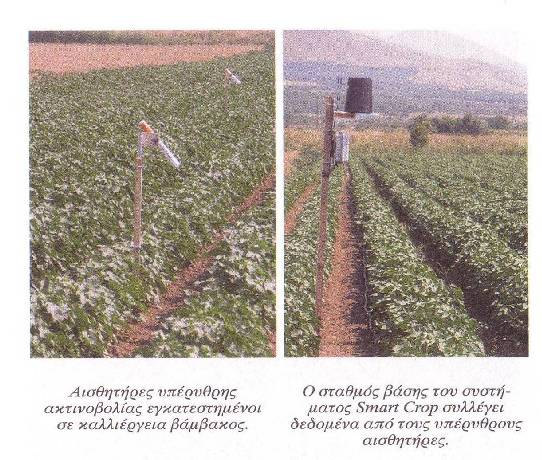 Αισθητήρες υπέρυθρης
ακτινοβολίας εγκατεστημένοι
σε καλλιέργεια βάμβακος.
Ο σταθμός βάσης του συστή-
ματος Smart Crop συλλέγει
δεδομένα από τους υπέρυθρους
αισθητήρες.